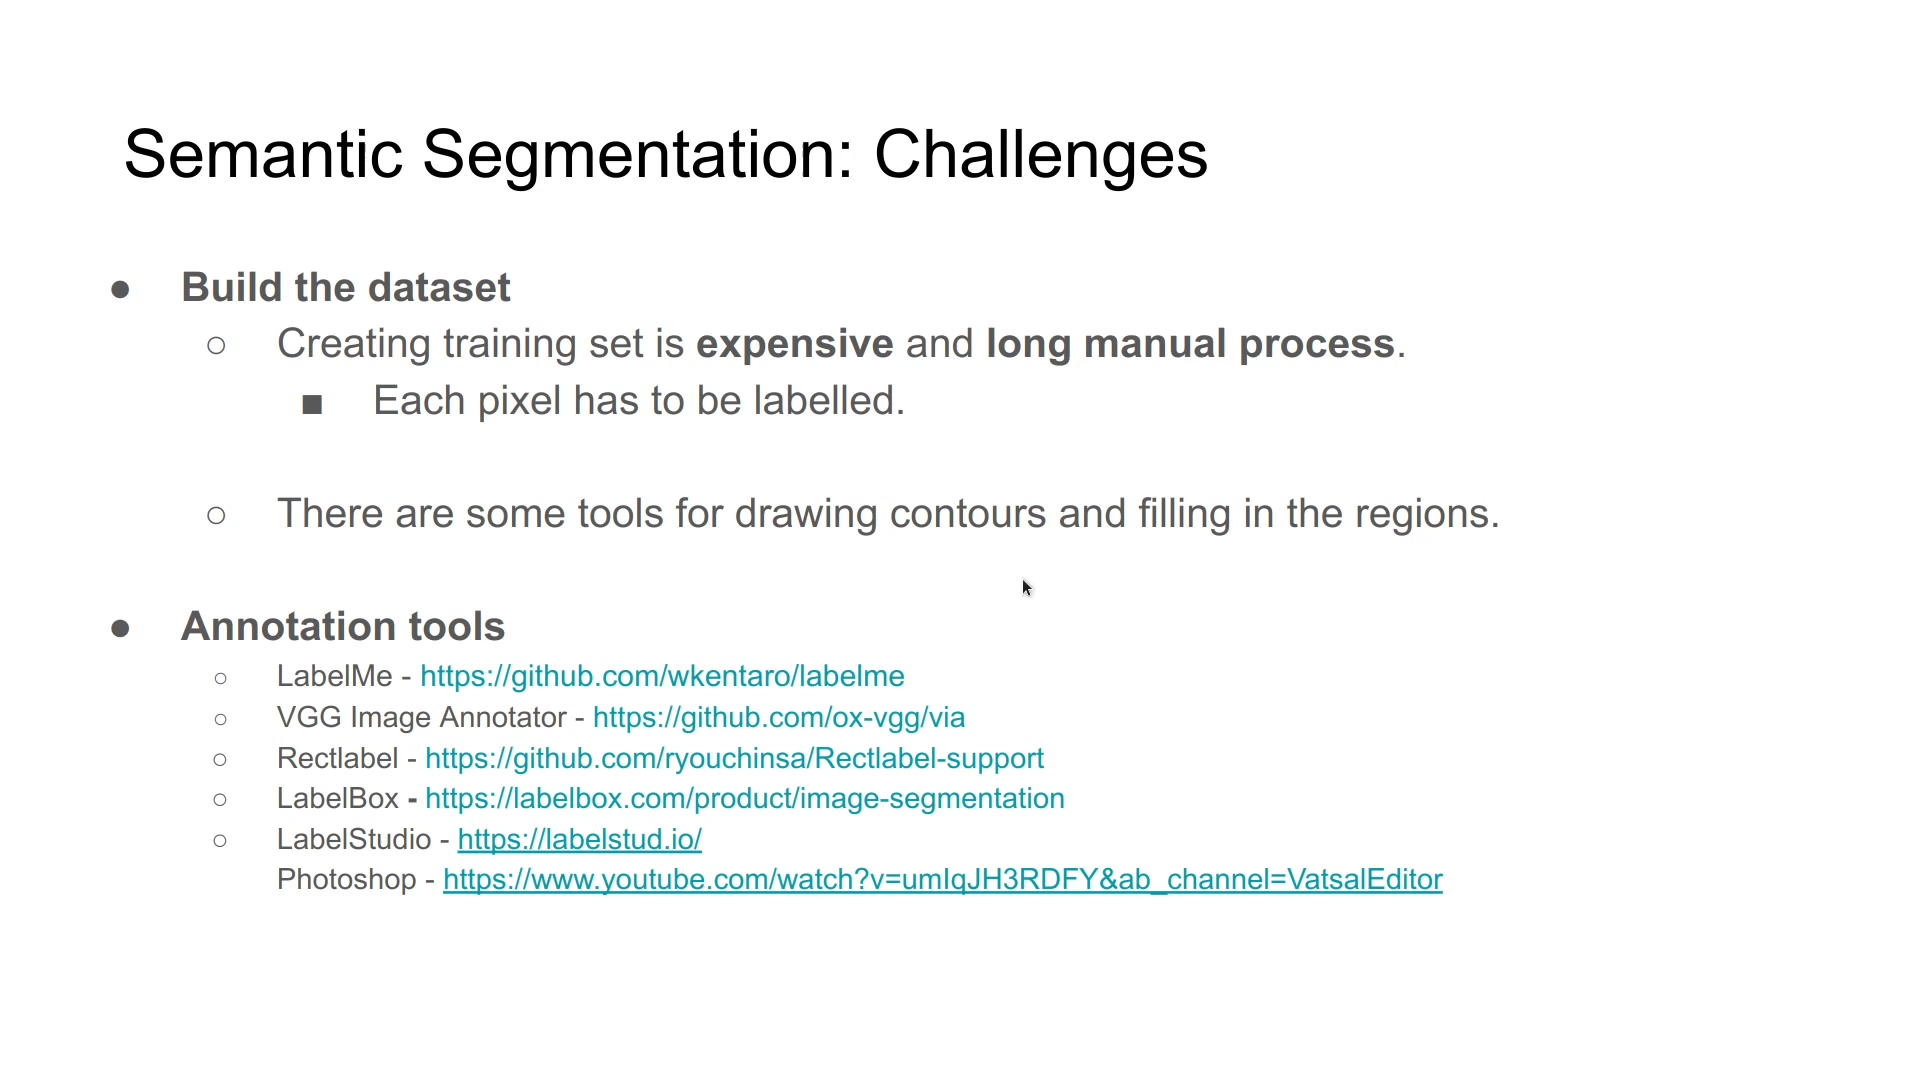 Semantic Segmentation: Challenges
● Build the dataset
○ Creating training set is expensive and long manual process.
■ Each pixel has to be labelled.
○ There are some tools for drawing contours and filling in the regions.
● Annotation tools
○ LabelMe - https://github.com/wkentaro/labelme
○ VGG Image Annotator - https://github.com/ox-vgg/via
○ Rectlabel - https://github.com/ryouchinsa/Rectlabel-support
○ LabelBox - https://labelbox.com/product/image-segmentation
○ LabelStudio - https://labelstud.io/
Photoshop - https://www.youtube.com/watch?v=umIqJH3RDFY&ab_channel=VatsalEditor